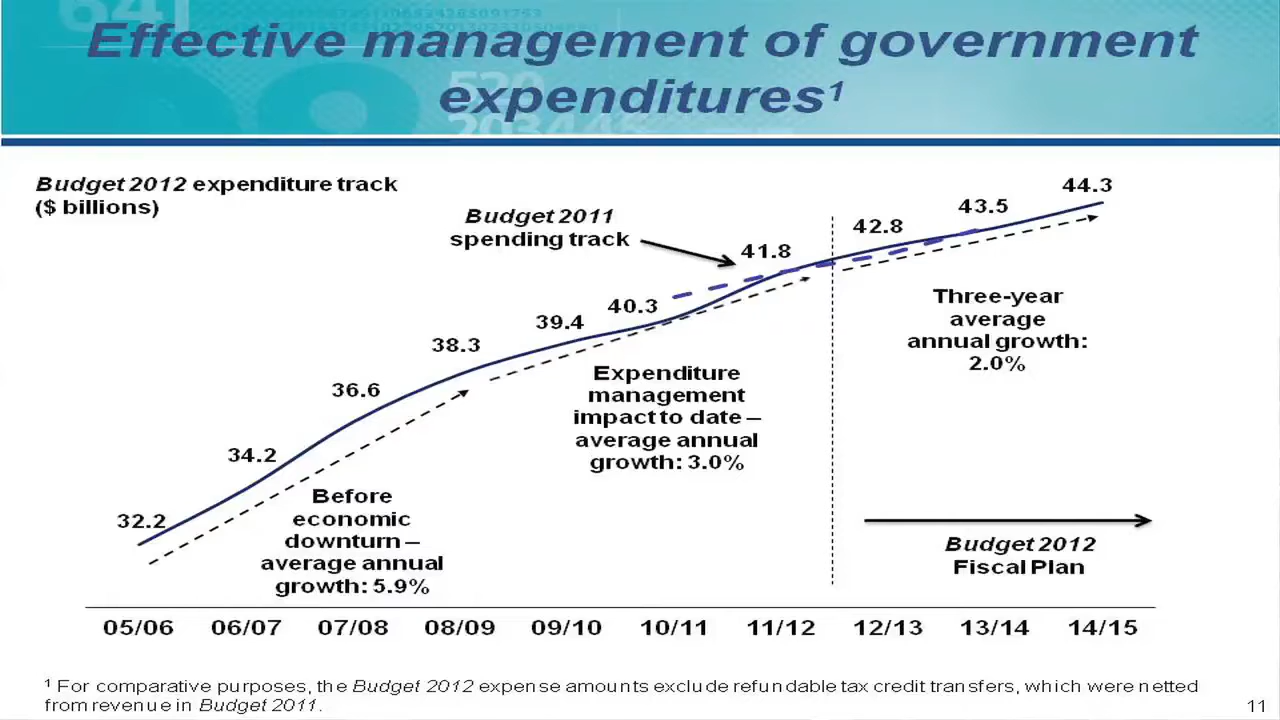 Effective management of government
expenditures¹
Budget 2012 expenditure track
($ billions)
Budget 2011
spending track
32.2
34.2
36.6
38.3
39.4
40.3
41.8
42.8
43.5
44.3
Before
economic
downturn –
average annual
growth: 5.9%
Expenditure
management
impact to date –
average annual
growth: 3.0%
Three-year
average
annual growth:
2.0%
Budget 2012
Fiscal Plan
05/06 06/07 07/08 08/09 09/10 10/11 11/12 12/13 13/14 14/15
¹ For comparative purposes, the Budget 2012 expense amounts exclude refundable tax credit transfers, which were netted
from revenue in Budget 2011.
11